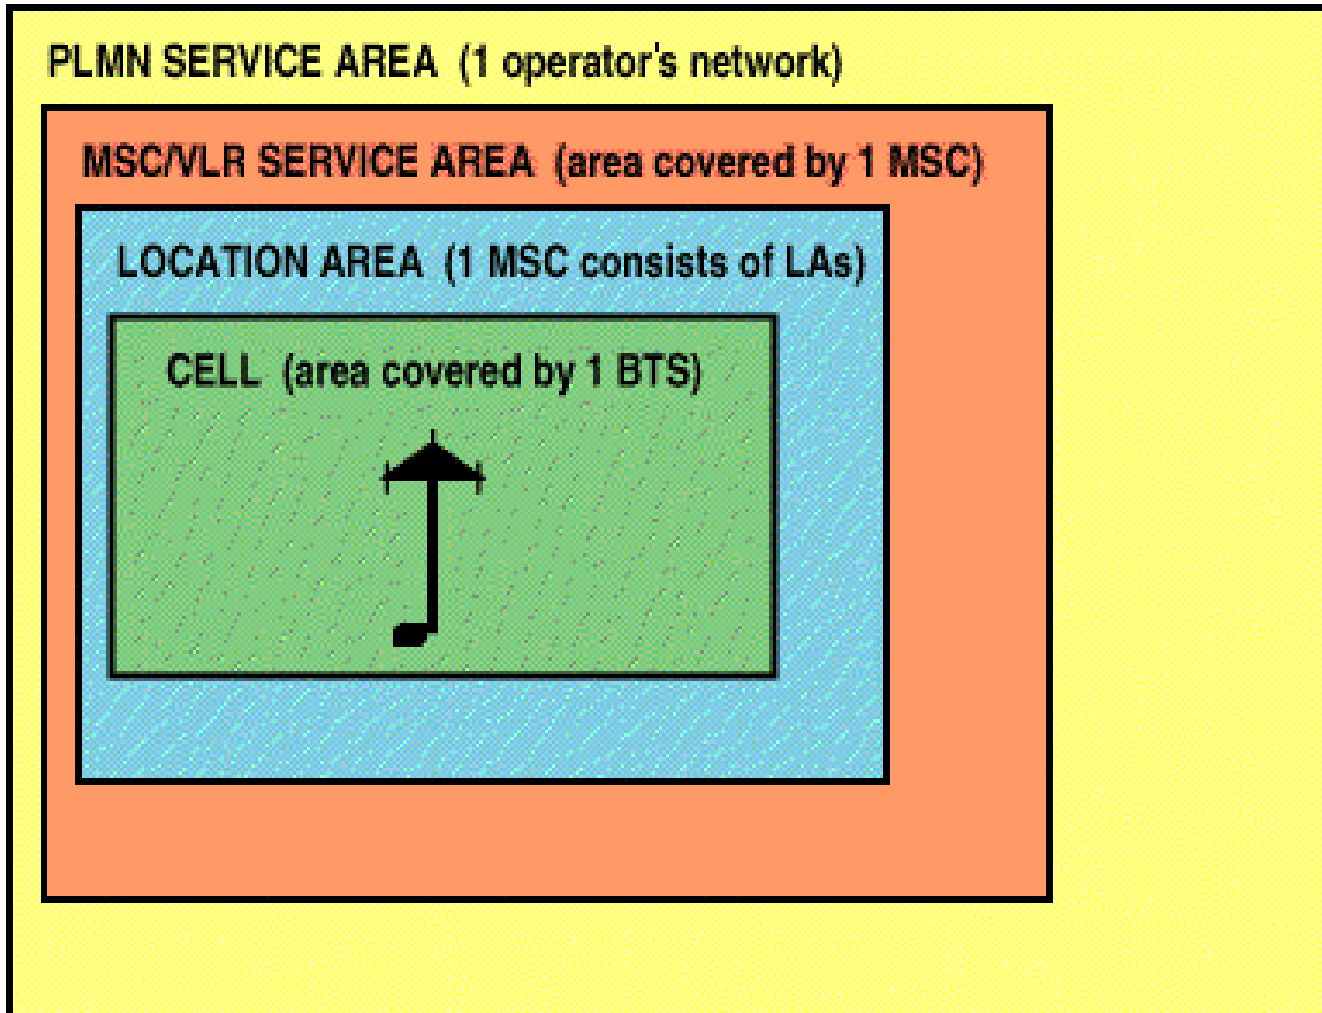 PLMN SERVICE AREA (1 operator's network)
MSC/VLR SERVICE AREA (area covered by 1 MSC)
LOCATION AREA (1 MSC consists of LAs)
CELL (area covered by 1 BTS)